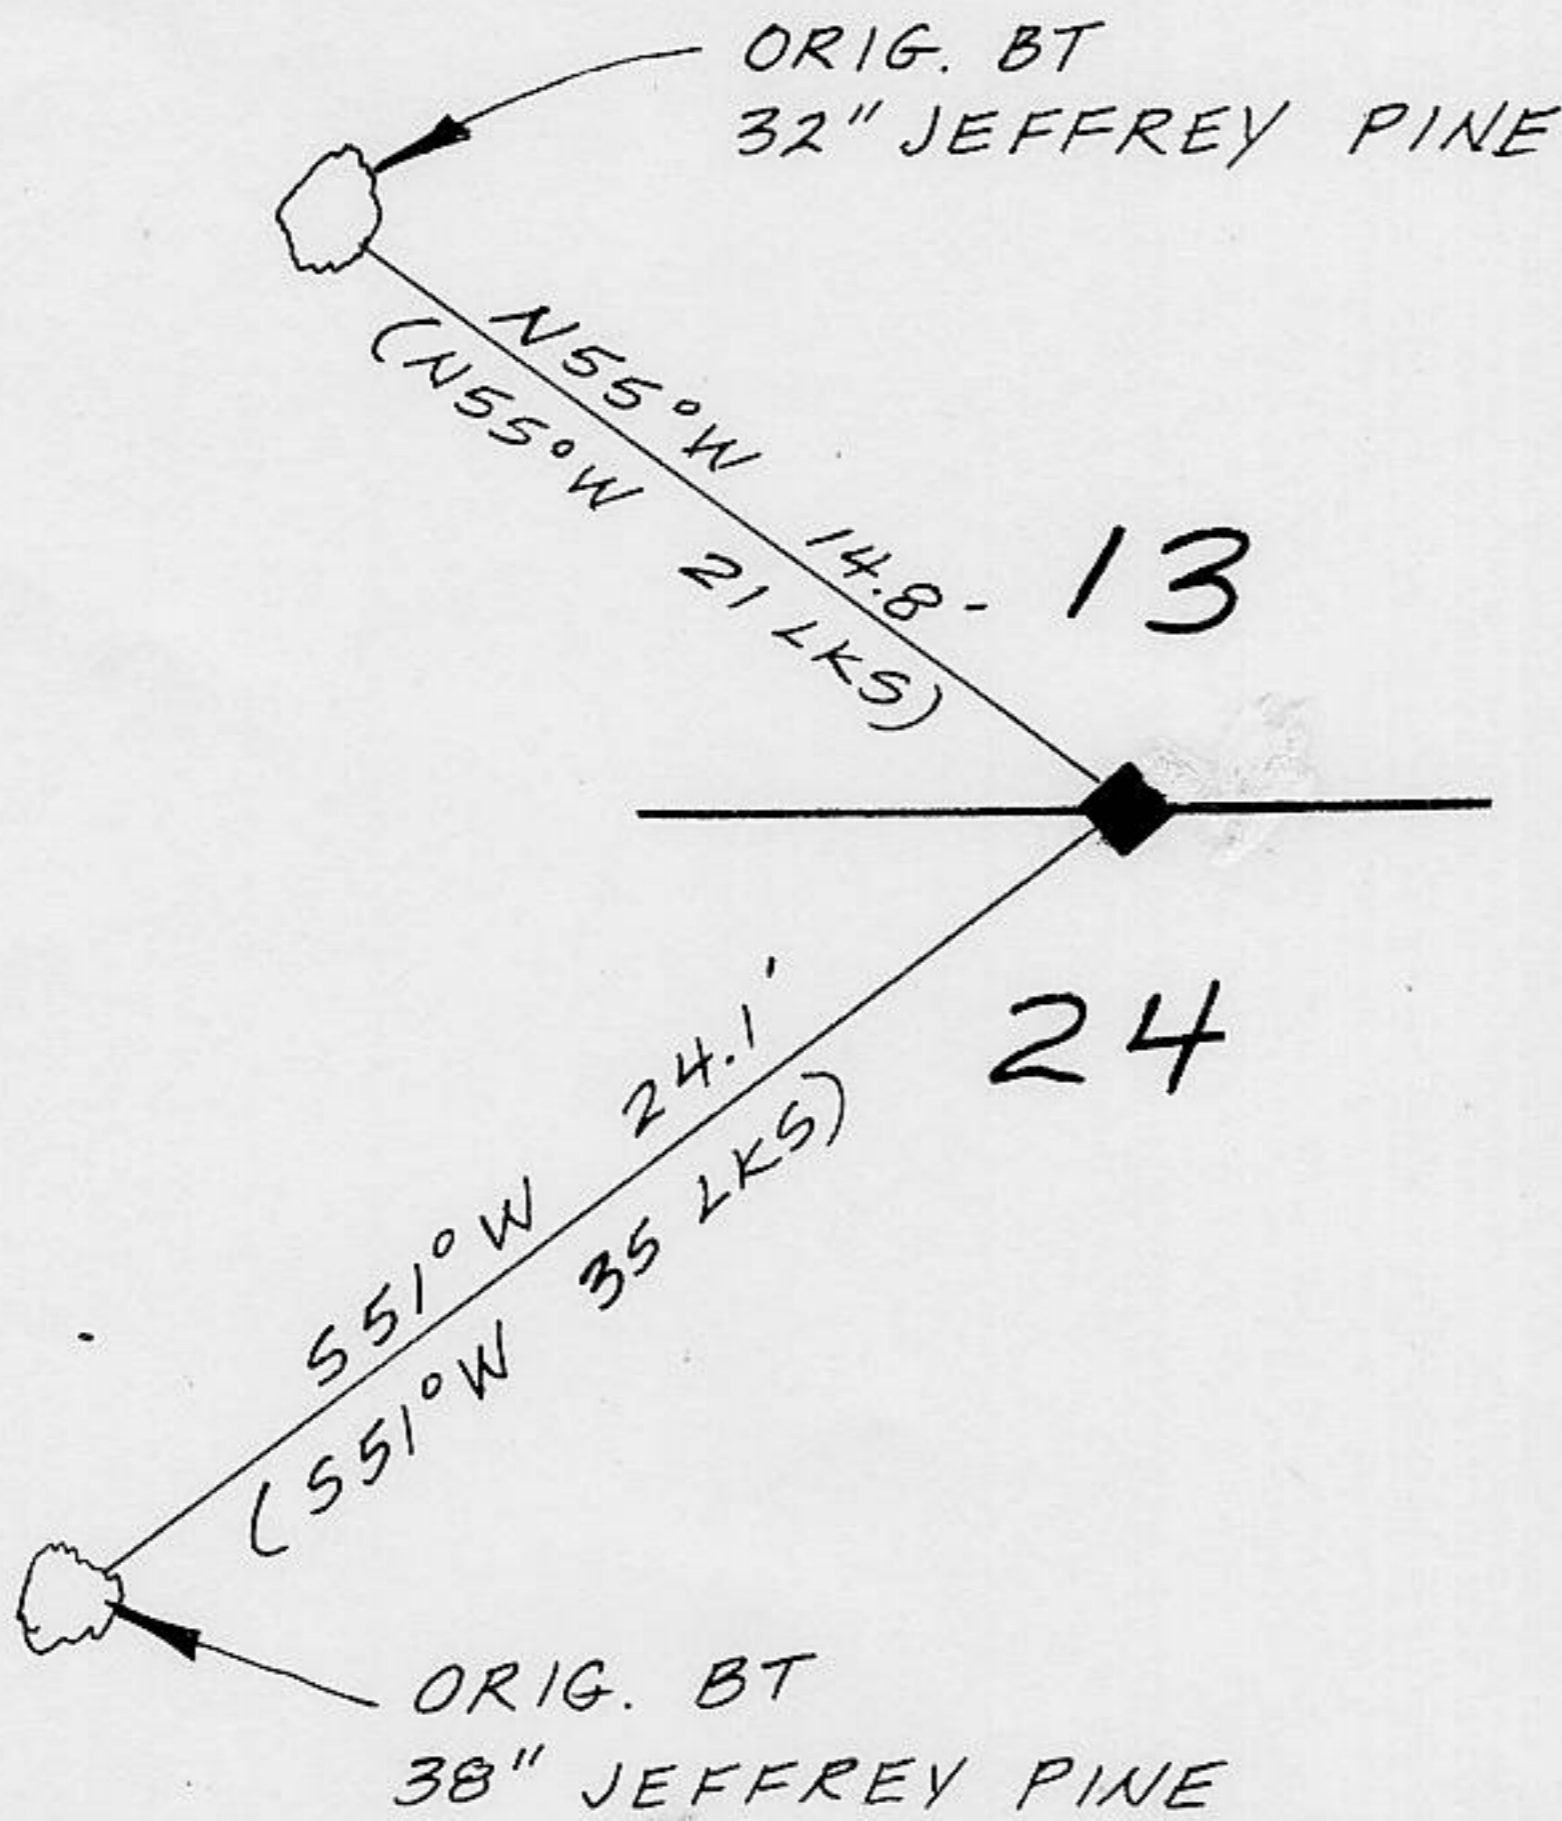 ORIG. BT
32" JEFFREY PINE
N55°W 14.8'
(N55°W 21 LKS)
13
24
S51°W 24.1'
(S51°W 35 LKS)
ORIG. BT
38" JEFFREY PINE